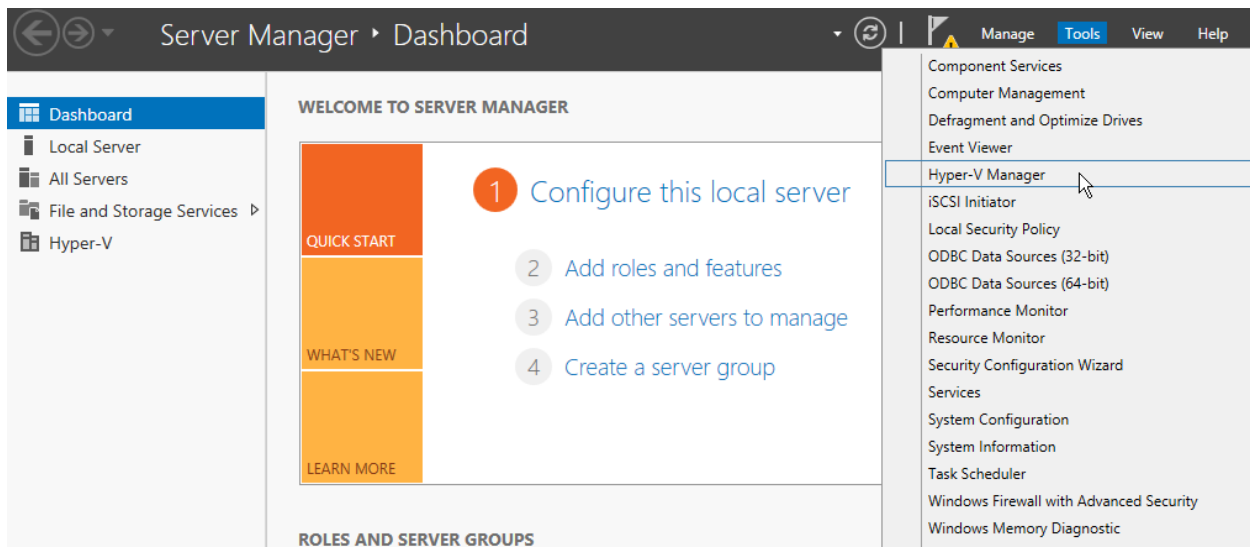 Server Manager ‣ Dashboard
Manage Tools View Help
Dashboard
Local Server
All Servers
File and Storage Services
Hyper-V
WELCOME TO SERVER MANAGER
QUICK START
WHAT'S NEW
LEARN MORE
1 Configure this local server
2 Add roles and features
3 Add other servers to manage
4 Create a server group
ROLES AND SERVER GROUPS
Component Services
Computer Management
Defragment and Optimize Drives
Event Viewer
Hyper-V Manager
iSCSI Initiator
Local Security Policy
ODBC Data Sources (32-bit)
ODBC Data Sources (64-bit)
Performance Monitor
Resource Monitor
Security Configuration Wizard
Services
System Configuration
System Information
Task Scheduler
Windows Firewall with Advanced Security
Windows Memory Diagnostic